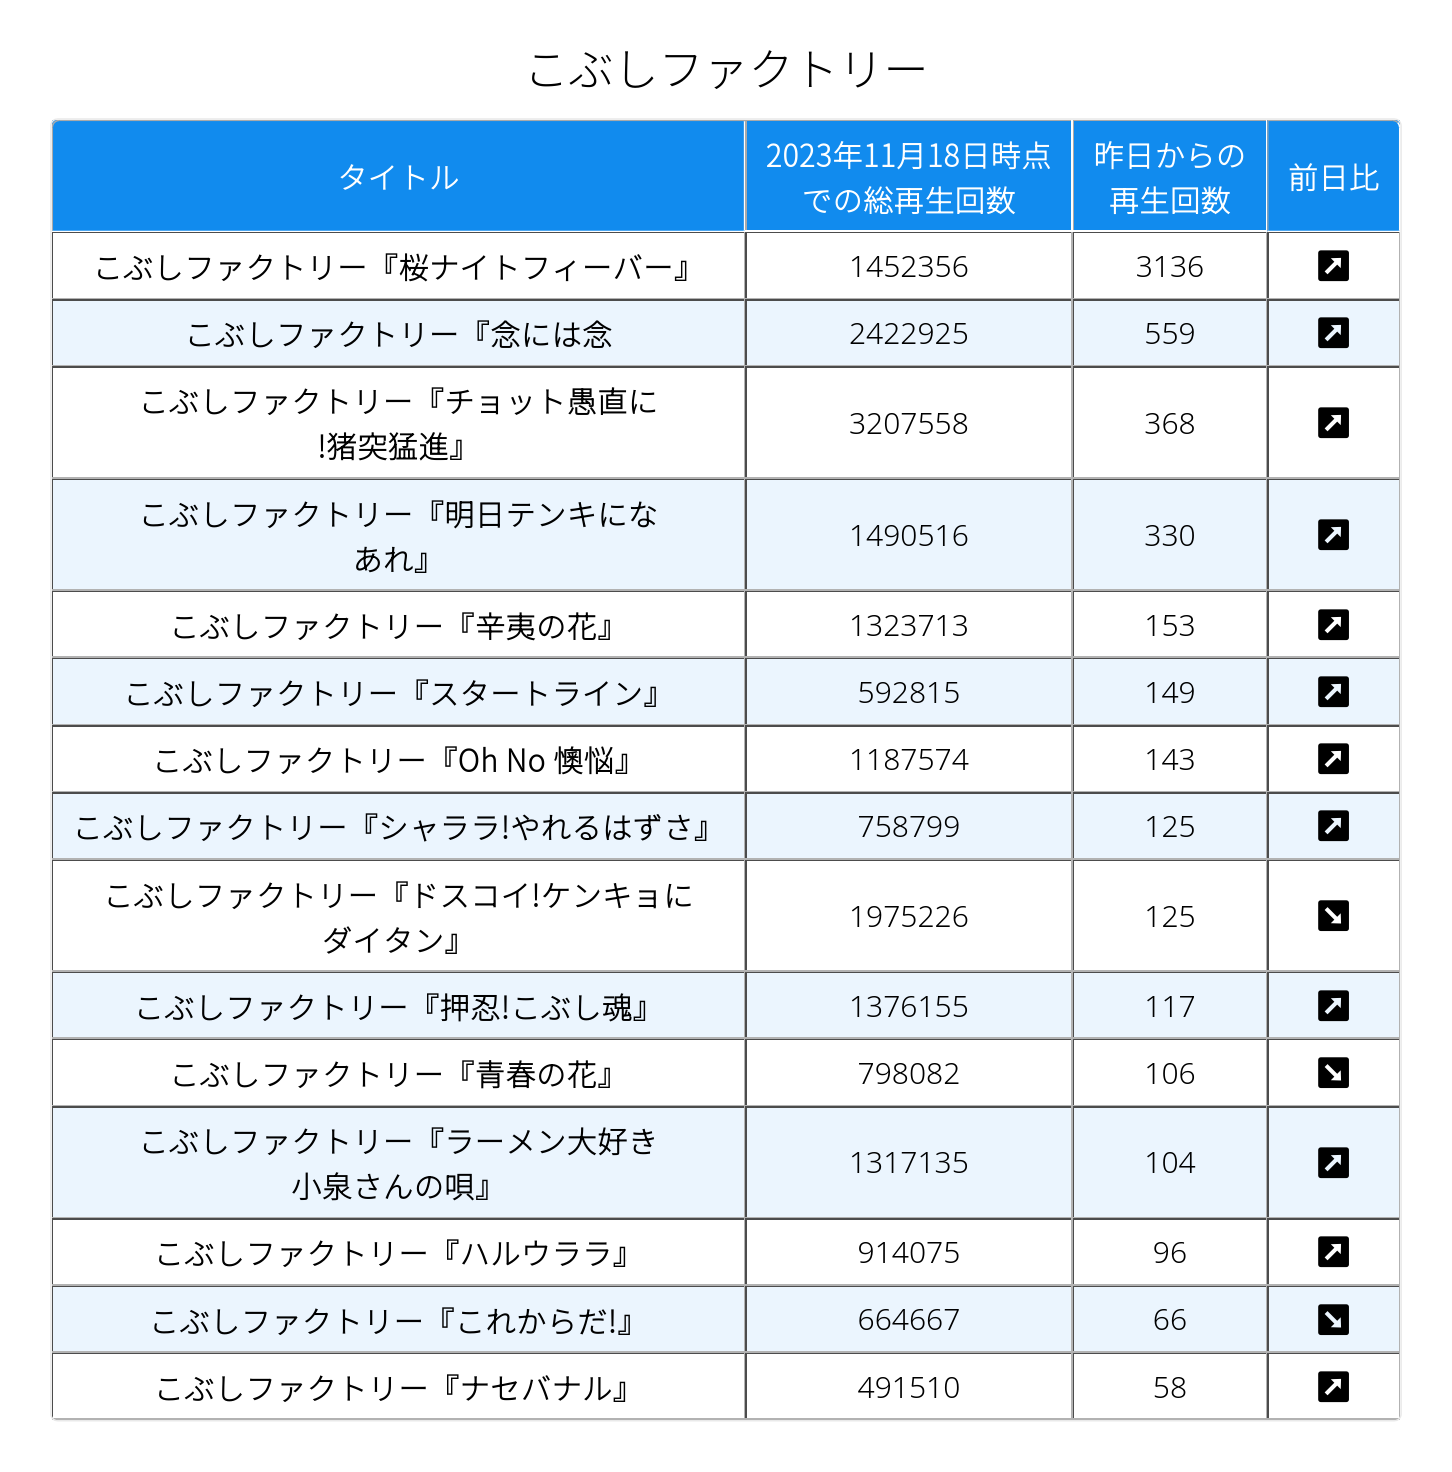 こぶしファクトリー
タイトル
2023年11月18日時点
での総再生回数
昨日からの
再生回数
前日比
こぶしファクトリー『桜ナイトフィーバー』 1452356 3136
こぶしファクトリー『念には念 2422925 559
こぶしファクトリー『チョット愚直に
!猪突猛進』 3207558 368
こぶしファクトリー『明日テンキにな
あれ』 1490516 330
こぶしファクトリー『辛夷の花』 1323713 153
こぶしファクトリー『スタートライン』 592815 149
こぶしファクトリー『Oh No 懊悩』 1187574 143
こぶしファクトリー『シャララ!やれるはずさ』 758799 125
こぶしファクトリー『ドスコイ!ケンキョに
ダイタン』 1975226 125
こぶしファクトリー『押忍!こぶし魂』 1376155 117
こぶしファクトリー『青春の花』 798082 106
こぶしファクトリー『ラーメン大好き
小泉さんの唄』 1317135 104
こぶしファクトリー『ハルウララ』 914075 96
こぶしファクトリー『これからだ!』 664667 66
こぶしファクトリー『ナセバナル』 491510 58